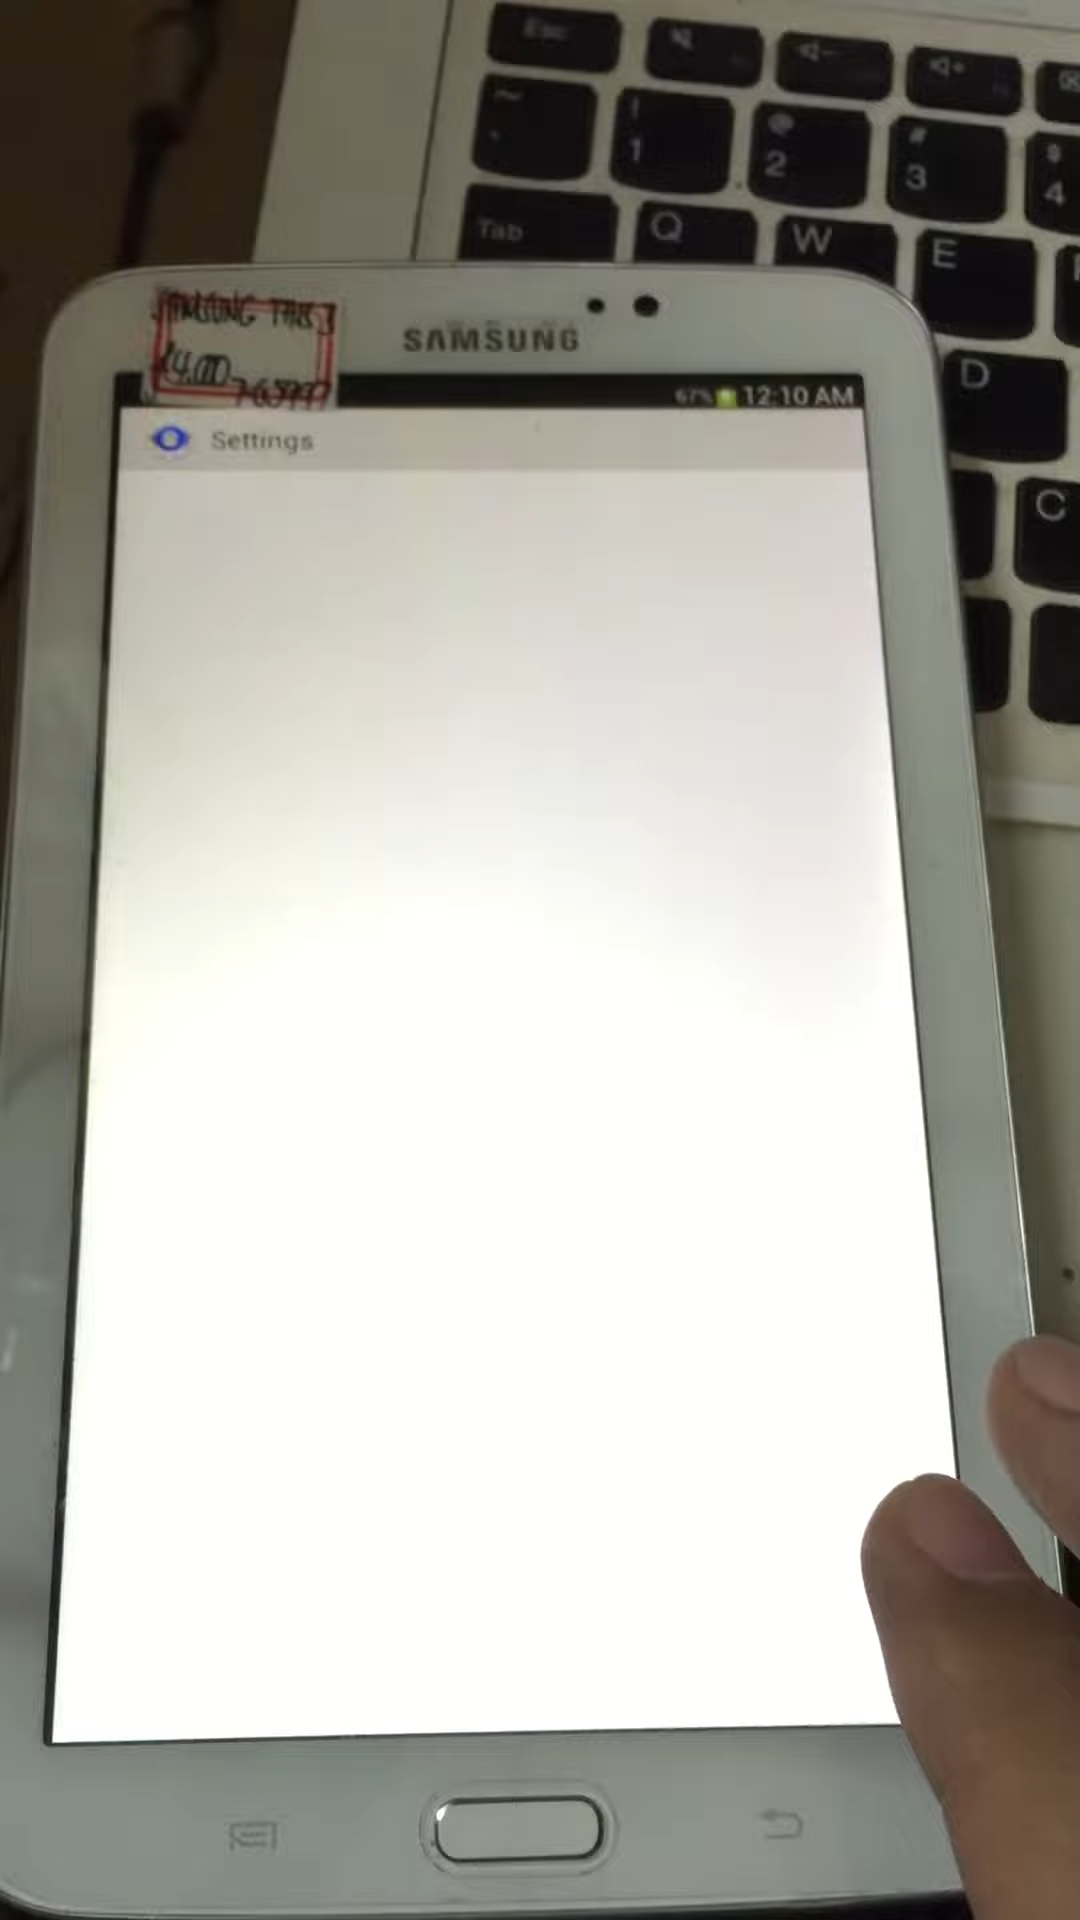 Esc
~
`
!
1
@
2
#
3
$
4
Tab
Q
W
E
D
C
SAMSUNG TAB 3
SAMSUNG
67%
12:10 AM
Settings